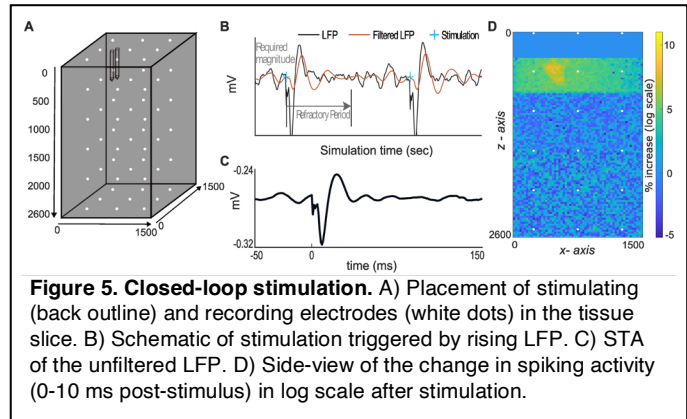 A
0
500
1000
1500
2000
2600
0
1500
0
1500
B
LFP
Filtered LFP
Stimulation
Required
magnitude
mV
Refractory Period
Simulation time (sec)
C
-0.24
mV
-0.32
-50
0
150
time (ms)
D
0
z - axis
2600
0
1500
x- axis
10
5
0
-5
% increase (log scale)
Figure 5. Closed-loop stimulation. A) Placement of stimulating
(back outline) and recording electrodes (white dots) in the tissue
slice. B) Schematic of stimulation triggered by rising LFP. C) STA
of the unfiltered LFP. D) Side-view of the change in spiking activity
(0-10 ms post-stimulus) in log scale after stimulation.